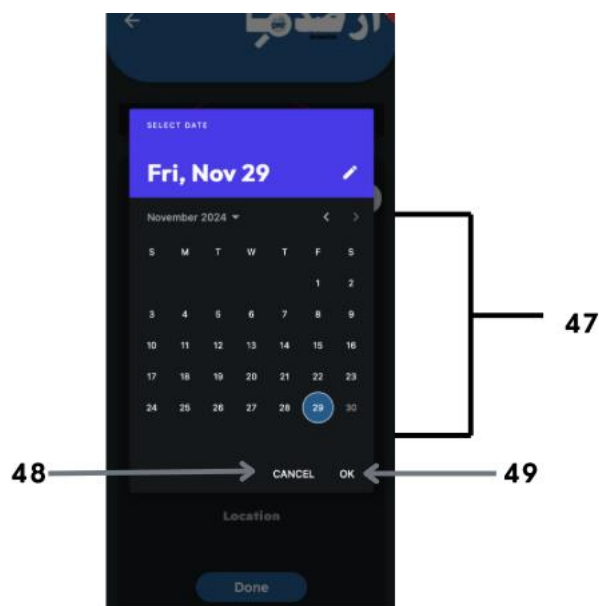 SELECT DATE
Fri, Nov 29
November 2024
S M T W T F S
1 2
3 4 5 6 7 8 9
10 11 12 13 14 15 16
47
17 18 19 20 21 22 23
24 25 26 27 28 29 30
48 CANCEL OK 49
Location
Done